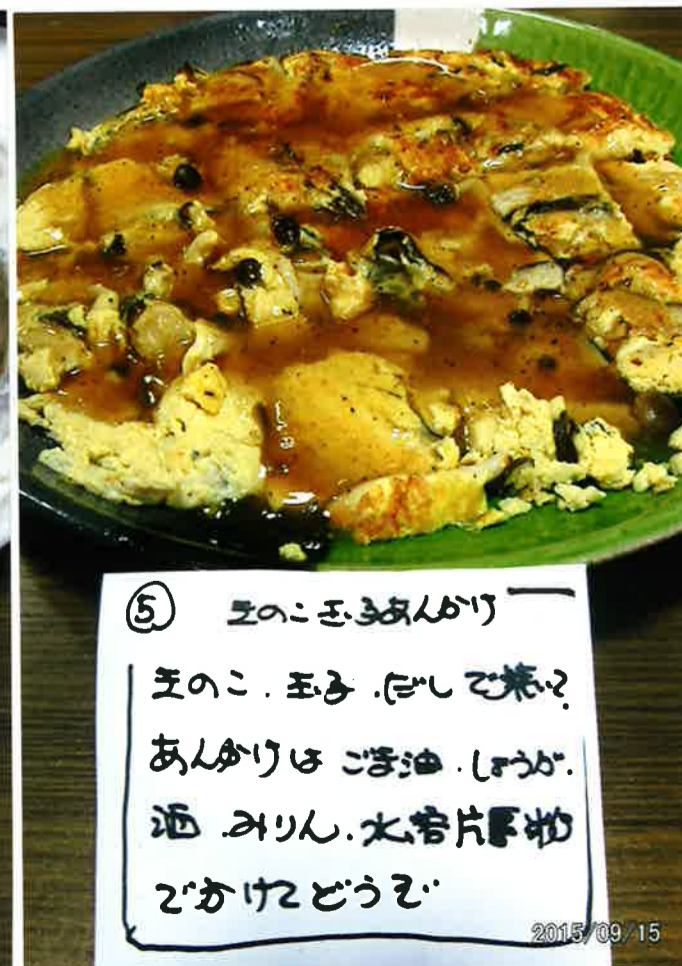 ⑤ きのこ玉子あんかけ
きのこ.玉子.だしで焼いて.
あんかけはごま油.しょうが.
酒.みりん.水溶片栗粉
でかけてどうぞ
2015/09/15